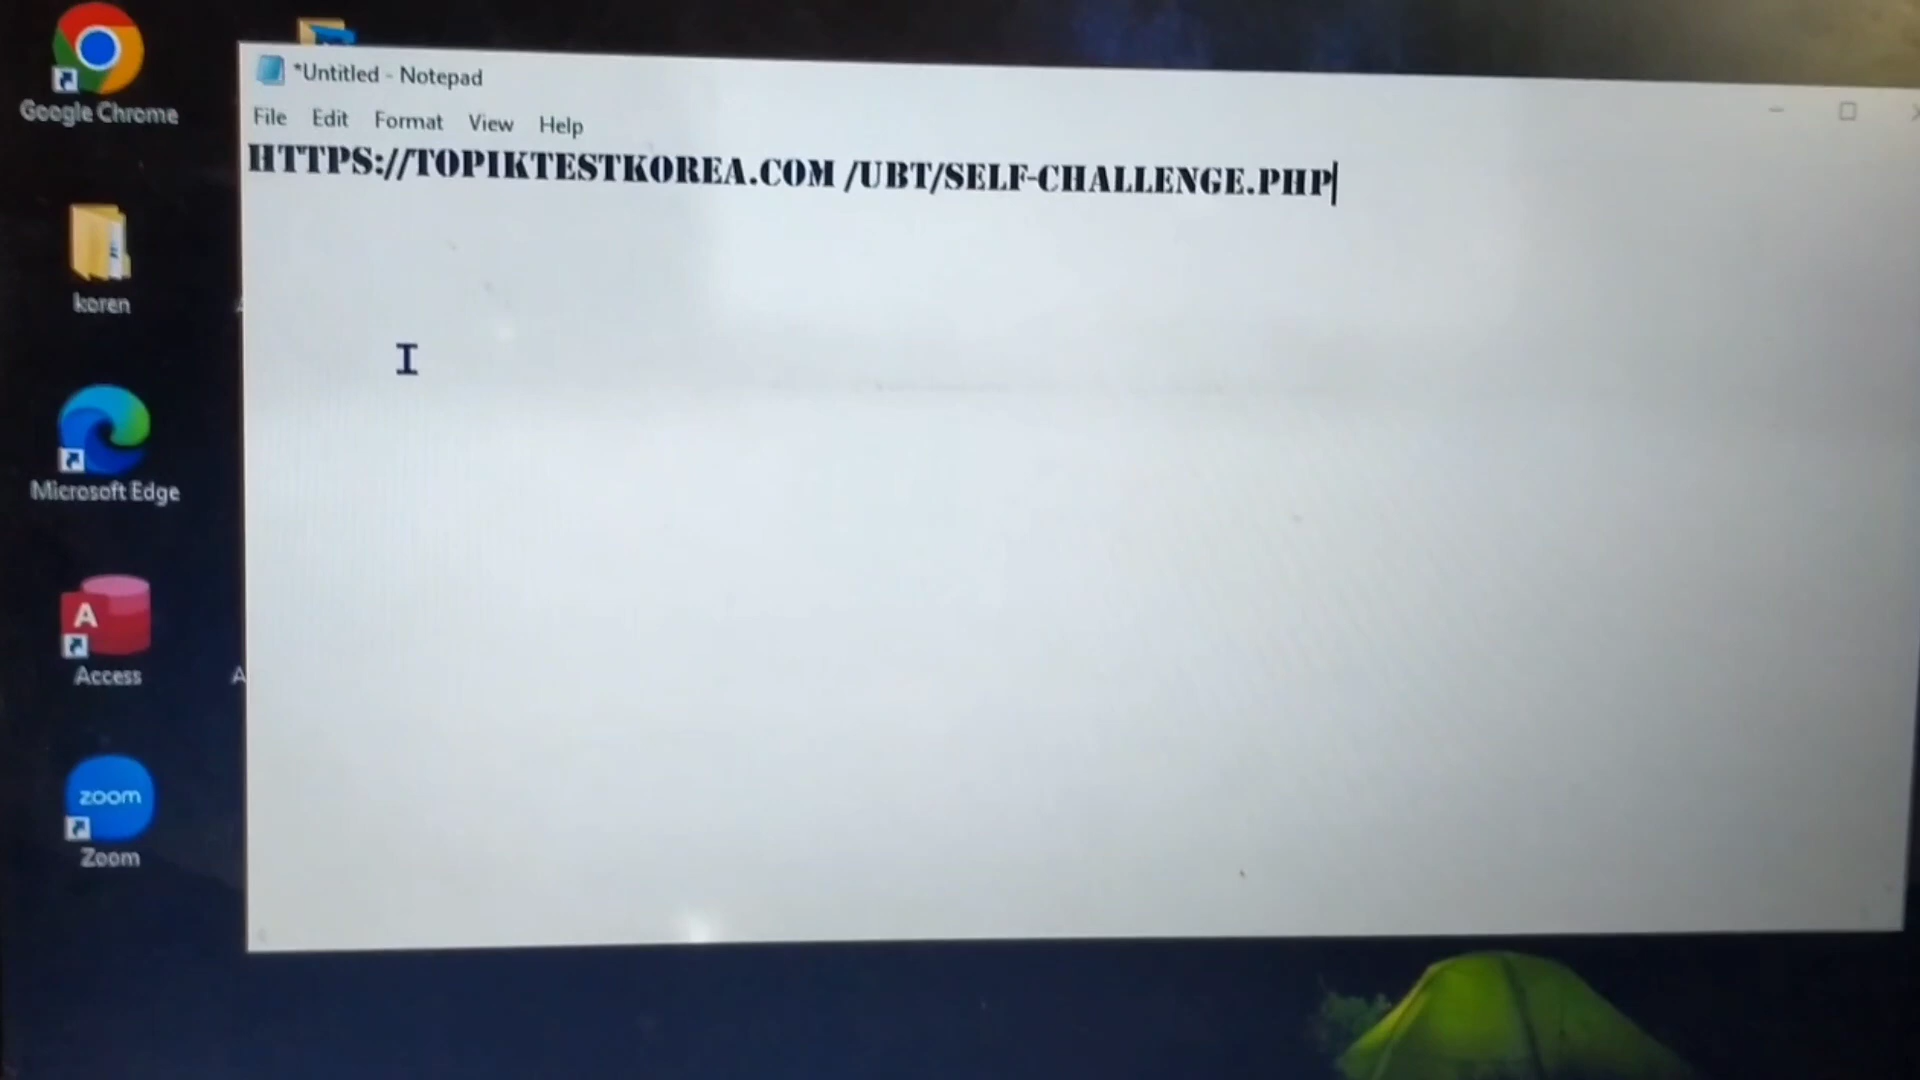 Google Chrome
koren
Microsoft Edge
A
Access
zoom
Zoom
*Untitled - Notepad
File Edit Format View Help
HTTPS://TOPIKTESTKOREA.COM /UBT/SELF-CHALLENGE.PHP